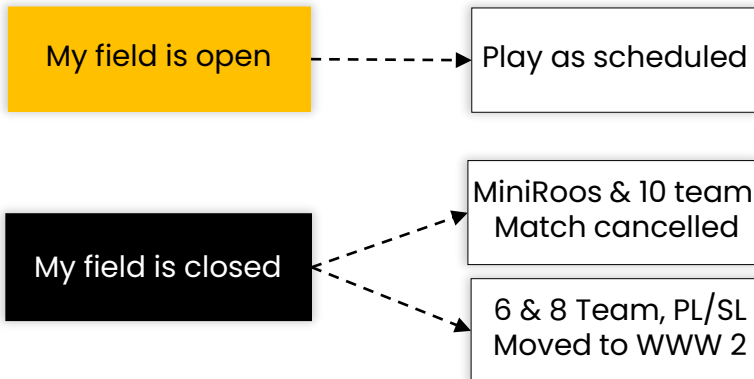 My field is open
Play as scheduled
My field is closed
MiniRoos & 10 team
Match cancelled
6 & 8 Team, PL/SL
Moved to WWW 2